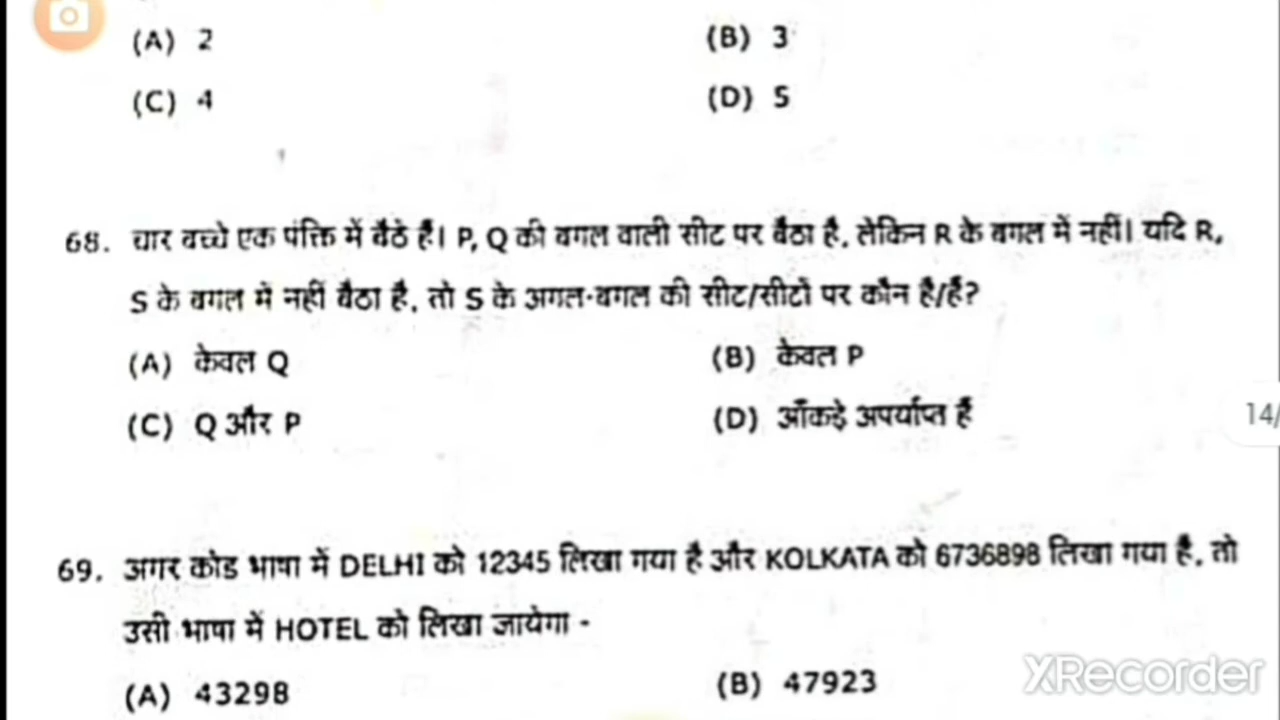 (A) 2 (B) 3
(C) 4 (D) 5
68. चार बच्चे एक पंक्ति में बैठे हैं। P, Q की बगल वाली सीट पर बैठा है, लेकिन R के बगल में नहीं। यदि R,
S के बगल में नहीं बैठा है, तो S के अगल-बगल की सीट/सीटों पर कौन है/हैं?
(A) केवल Q (B) केवल P
(C) Q और P (D) आँकड़े अपर्याप्त हैं
14/
69. अगर कोड भाषा में DELHI को 12345 लिखा गया है और KOLKATA को 6736898 लिखा गया है, तो
उसी भाषा में HOTEL को लिखा जायेगा -
(A) 43298 (B) 47923
XRecorder